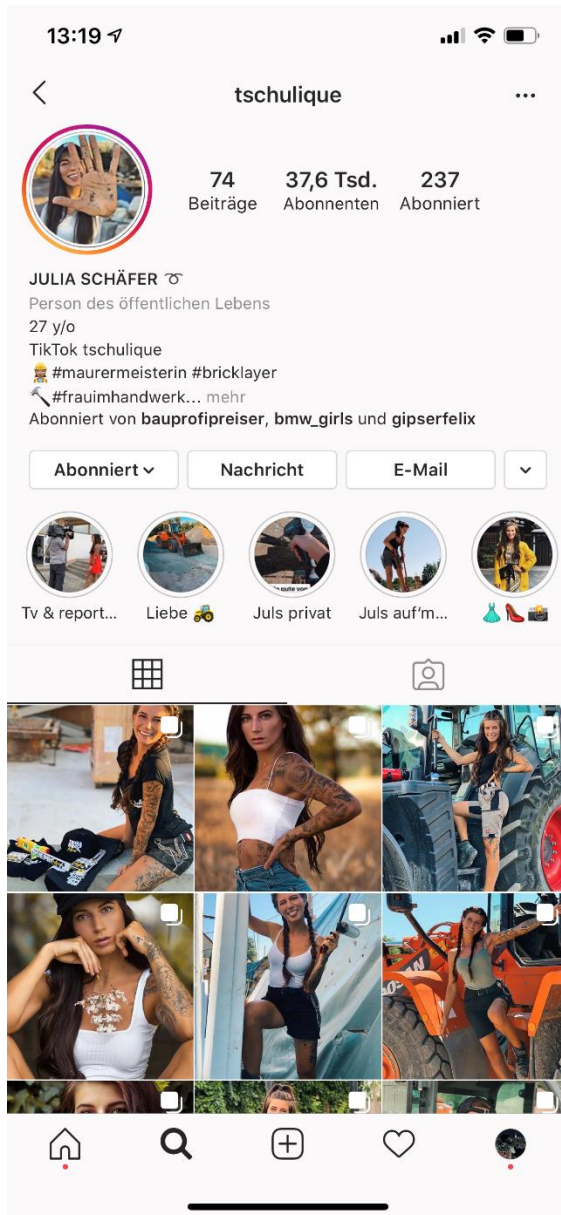 13:19
tschulique
74
37,6 Tsd.
237
Beiträge
Abonnenten
Abonniert
JULIA SCHÄFER
Person des öffentlichen Lebens
27 y/o
TikTok tschulique
#maurermeisterin #bricklayer
#frauimhandwerk... mehr
Abonniert von bauprofipreiser, bmw_girls und gipserfelix
Abonniert
Nachricht
E-Mail
Tv & report...
Liebe
Juls privat
Juls auf'm...